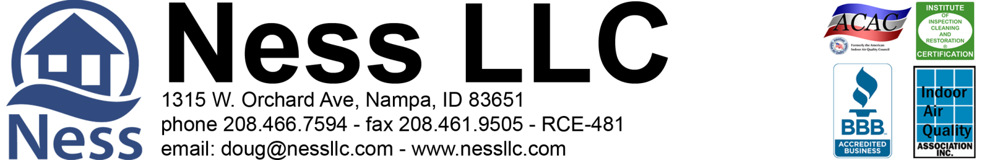 Ness
Ness LLC
1315 W. Orchard Ave, Nampa, ID 83651
phone 208.466.7594 - fax 208.461.9505 - RCE-481
email: doug@nessllc.com - www.nessllc.com
ACAC
Formerly the American
Indoor Air Quality Council
INSTITUTE
OF
INSPECTION
CLEANING
AND
RESTORATION
®
CERTIFICATION
BBB
ACCREDITED
BUSINESS
Indoor
Air
Quality
ASSOCIATION
INC.